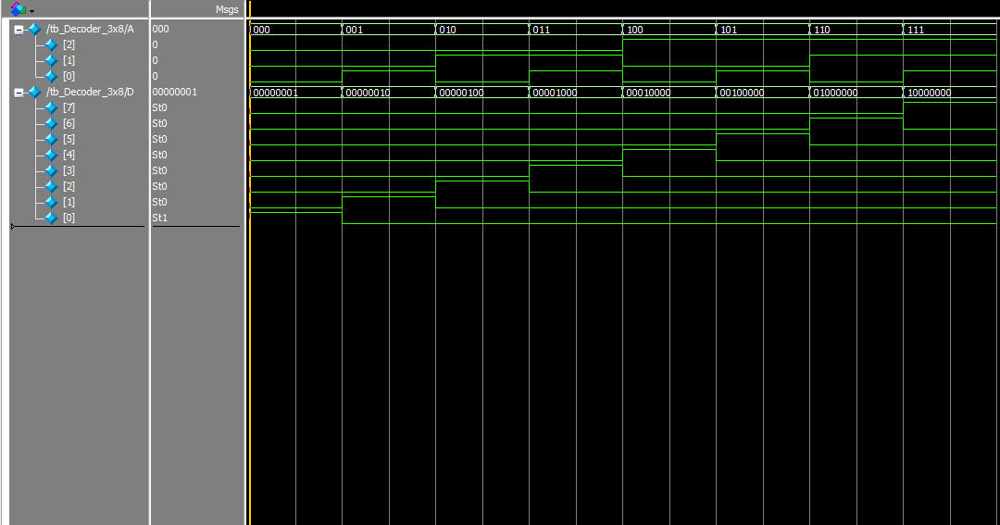 Msgs
/tb_Decoder_3x8/A 000 000 001 010 011 100 101 110 111
[2] 0
[1] 0
[0] 0
/tb_Decoder_3x8/D 00000001 00000001 00000010 00000100 00001000 00010000 00100000 01000000 10000000
[7] St0
[6] St0
[5] St0
[4] St0
[3] St0
[2] St0
[1] St0
[0] St1